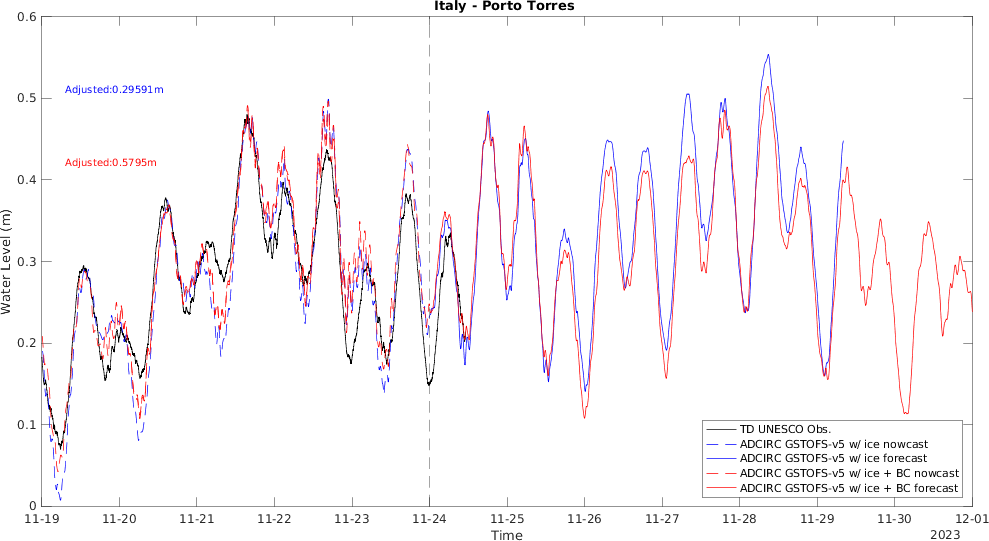 Italy - Porto Torres
Water Level (m)
0.6
0.5
0.4
0.3
0.2
0.1
0
Adjusted:0.29591m
Adjusted:0.5795m
TD UNESCO Obs.
ADCIRC GSTOFS-v5 w/ ice nowcast
ADCIRC GSTOFS-v5 w/ ice forecast
ADCIRC GSTOFS-v5 w/ ice + BC nowcast
ADCIRC GSTOFS-v5 w/ ice + BC forecast
11-19 11-20 11-21 11-22 11-23 11-24 11-25 11-26 11-27 11-28 11-29 11-30 12-01
Time
2023